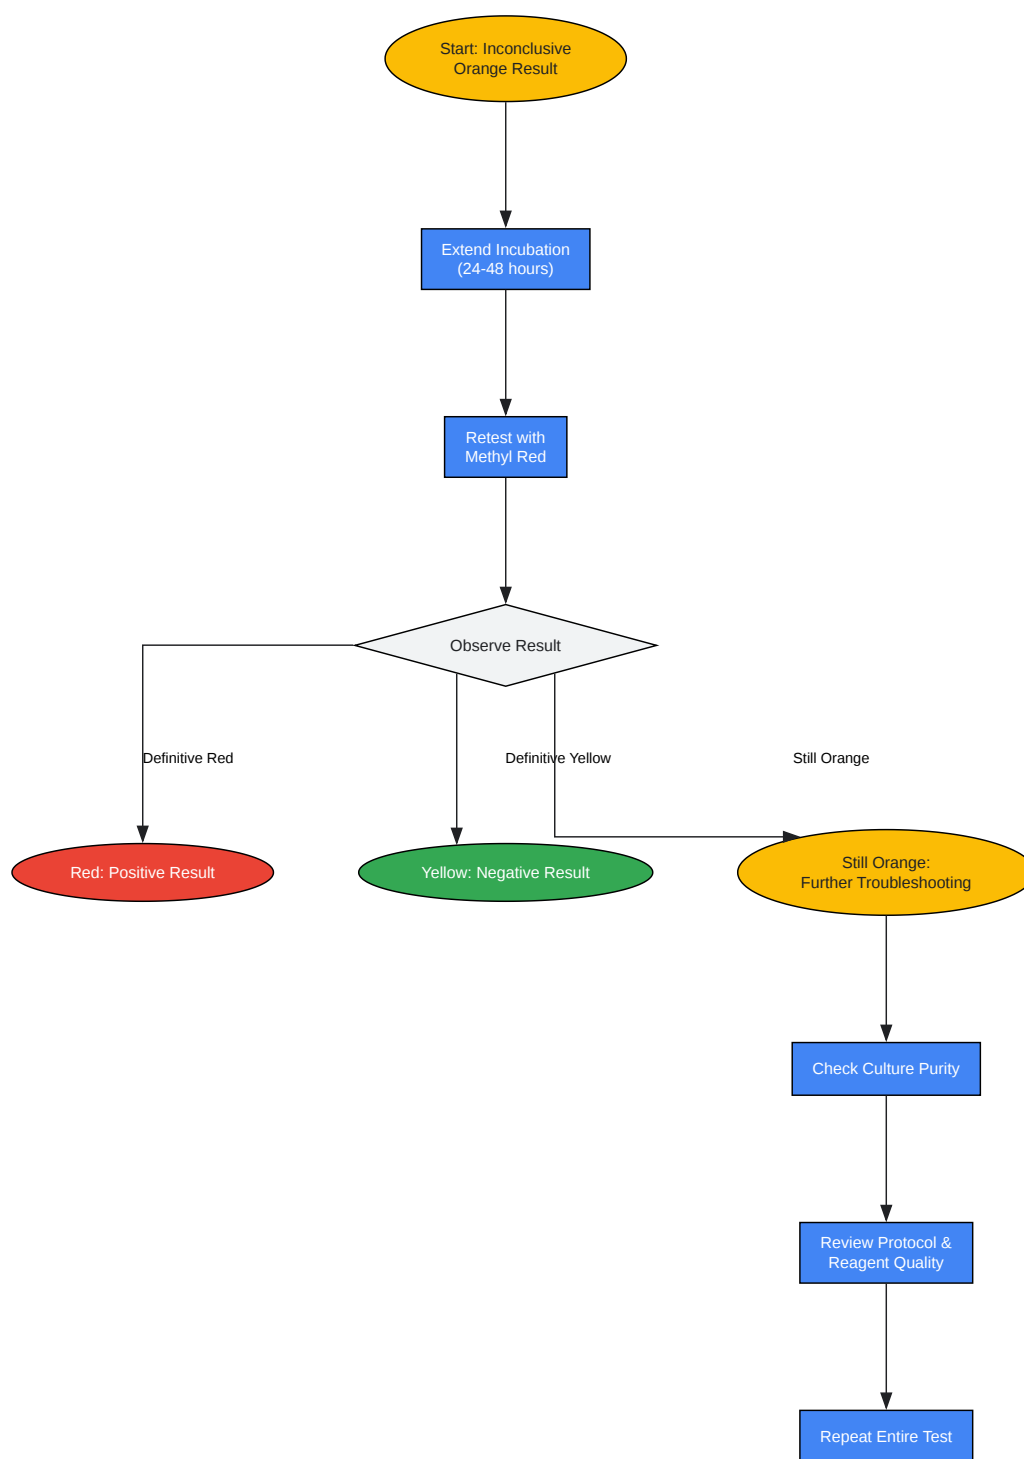 Start: Inconclusive
Orange Result
Extend Incubation
(24-48 hours)
Retest with
Methyl Red
Observe Result
Definitive Red
Definitive Yellow
Still Orange
Red: Positive Result
Yellow: Negative Result
Still Orange:
Further Troubleshooting
Check Culture Purity
Review Protocol &
Reagent Quality
Repeat Entire Test